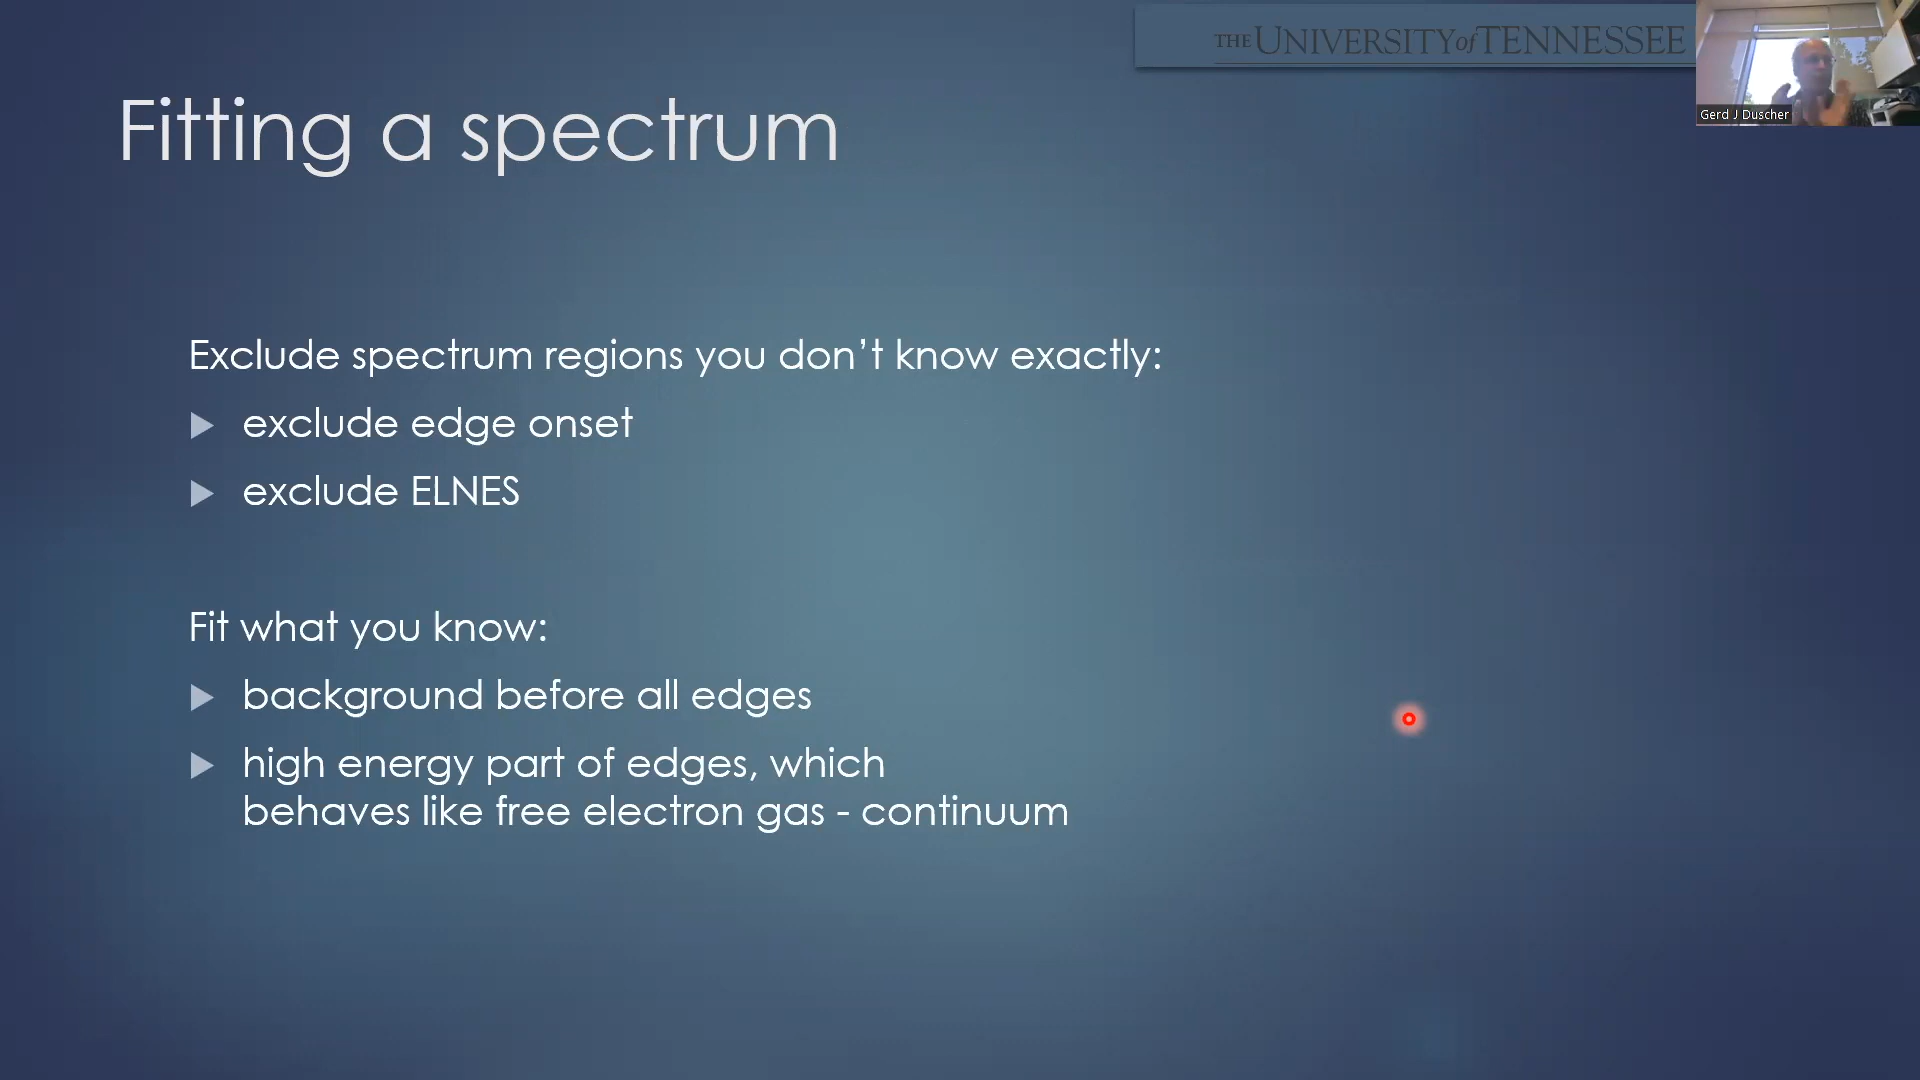 THE UNIVERSITY of TENNESSEE
Gerd J Duscher
Fitting a spectrum
Exclude spectrum regions you don’t know exactly:
exclude edge onset
exclude ELNES
Fit what you know:
background before all edges
high energy part of edges, which
behaves like free electron gas - continuum